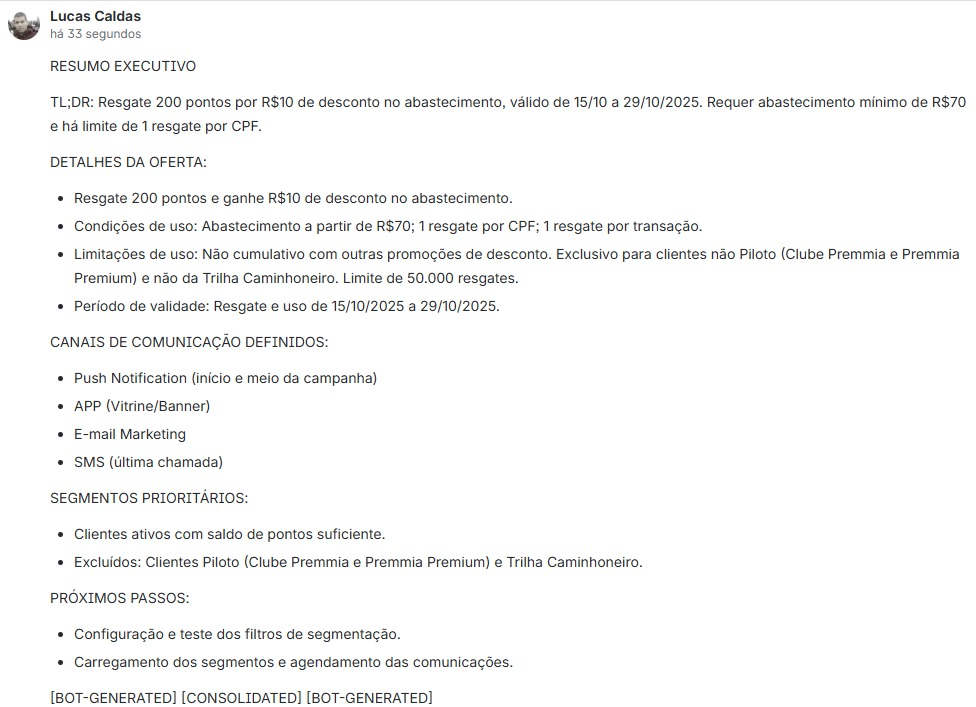 Lucas Caldas
há 33 segundos
RESUMO EXECUTIVO
TL;DR: Resgate 200 pontos por R$10 de desconto no abastecimento, válido de 15/10 a 29/10/2025. Requer abastecimento mínimo de R$70
e há limite de 1 resgate por CPF.
DETALHES DA OFERTA:
• Resgate 200 pontos e ganhe R$10 de desconto no abastecimento.
• Condições de uso: Abastecimento a partir de R$70; 1 resgate por CPF; 1 resgate por transação.
• Limitações de uso: Não cumulativo com outras promoções de desconto. Exclusivo para clientes não Piloto (Clube Premmia e Premmia
Premium) e não da Trilha Caminhoneiro. Limite de 50.000 resgates.
• Período de validade: Resgate e uso de 15/10/2025 a 29/10/2025.
CANAIS DE COMUNICAÇÃO DEFINIDOS:
• Push Notification (início e meio da campanha)
• APP (Vitrine/Banner)
• E-mail Marketing
• SMS (última chamada)
SEGMENTOS PRIORITÁRIOS:
• Clientes ativos com saldo de pontos suficiente.
• Excluídos: Clientes Piloto (Clube Premmia e Premmia Premium) e Trilha Caminhoneiro.
PRÓXIMOS PASSOS:
• Configuração e teste dos filtros de segmentação.
• Carregamento dos segmentos e agendamento das comunicações.
[BOT-GENERATED] [CONSOLIDATED] [BOT-GENERATED]